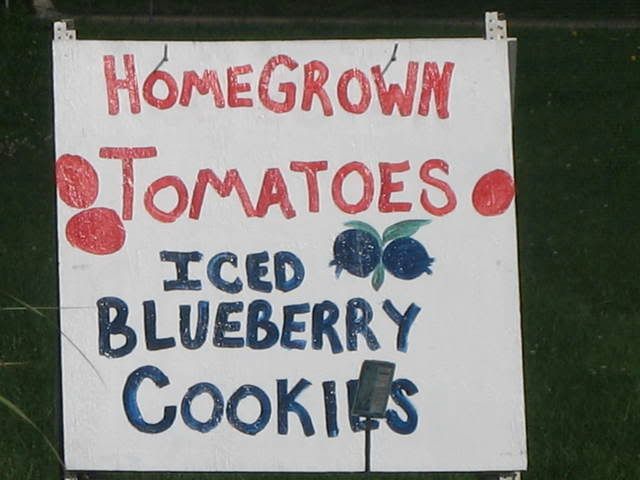 HOMEGROWN
TOMATOES
ICED
BLUEBERRY
COOKIES